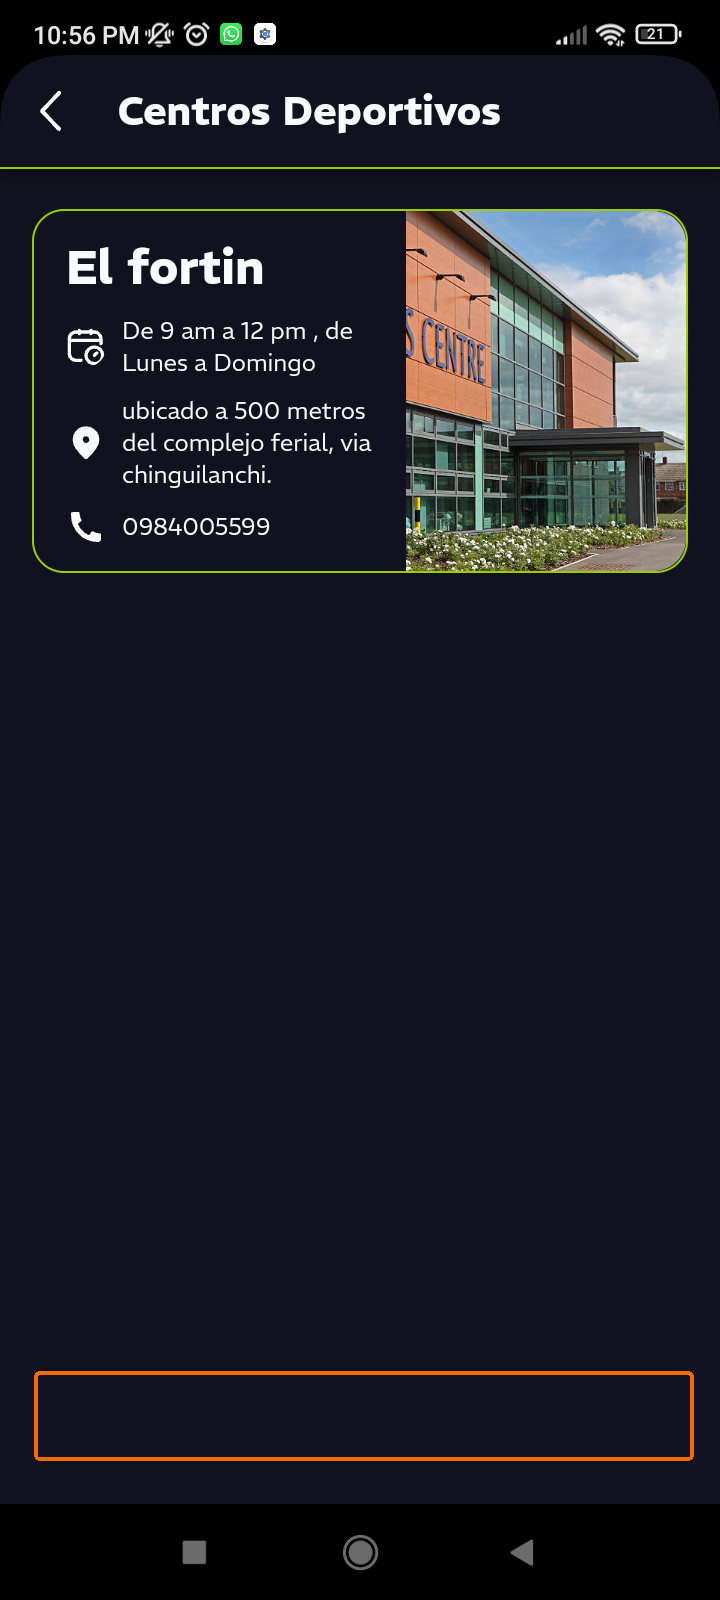 10:56 PM
21
Centros Deportivos
El fortin
De 9 am a 12 pm , de
Lunes a Domingo
ubicado a 500 metros
del complejo ferial, via
chinguilanchi.
0984005599
S CENTRE